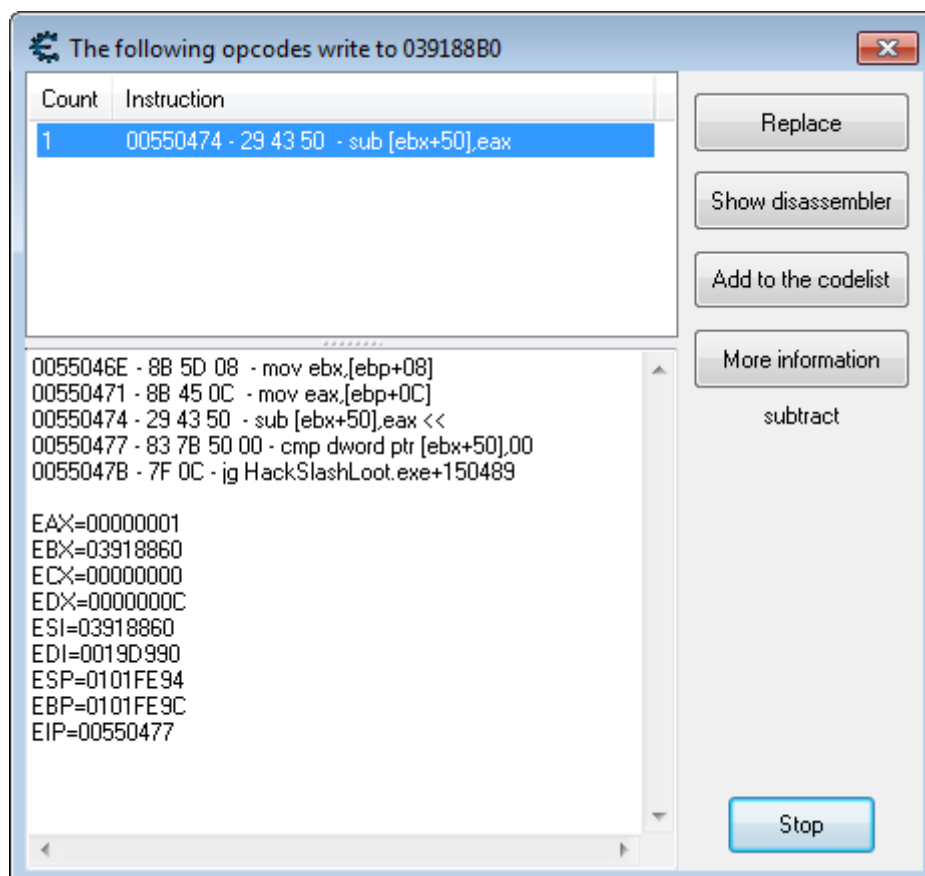 The following opcodes write to 039188B0
Count Instruction
1 00550474 - 29 43 50 - sub [ebx+50],eax
Replace
Show disassembler
Add to the codelist
More information
subtract
0055046E - 8B 5D 08 - mov ebx,[ebp+08]
00550471 - 8B 45 0C - mov eax,[ebp+0C]
00550474 - 29 43 50 - sub [ebx+50],eax <<
00550477 - 83 7B 50 00 - cmp dword ptr [ebx+50],00
0055047B - 7F 0C - jg HackSlashLoot.exe+150489
EAX=00000001
EBX=03918860
ECX=00000000
EDX=0000000C
ESI=03918860
EDI=0019D990
ESP=0101FE94
EBP=0101FE9C
EIP=00550477
Stop